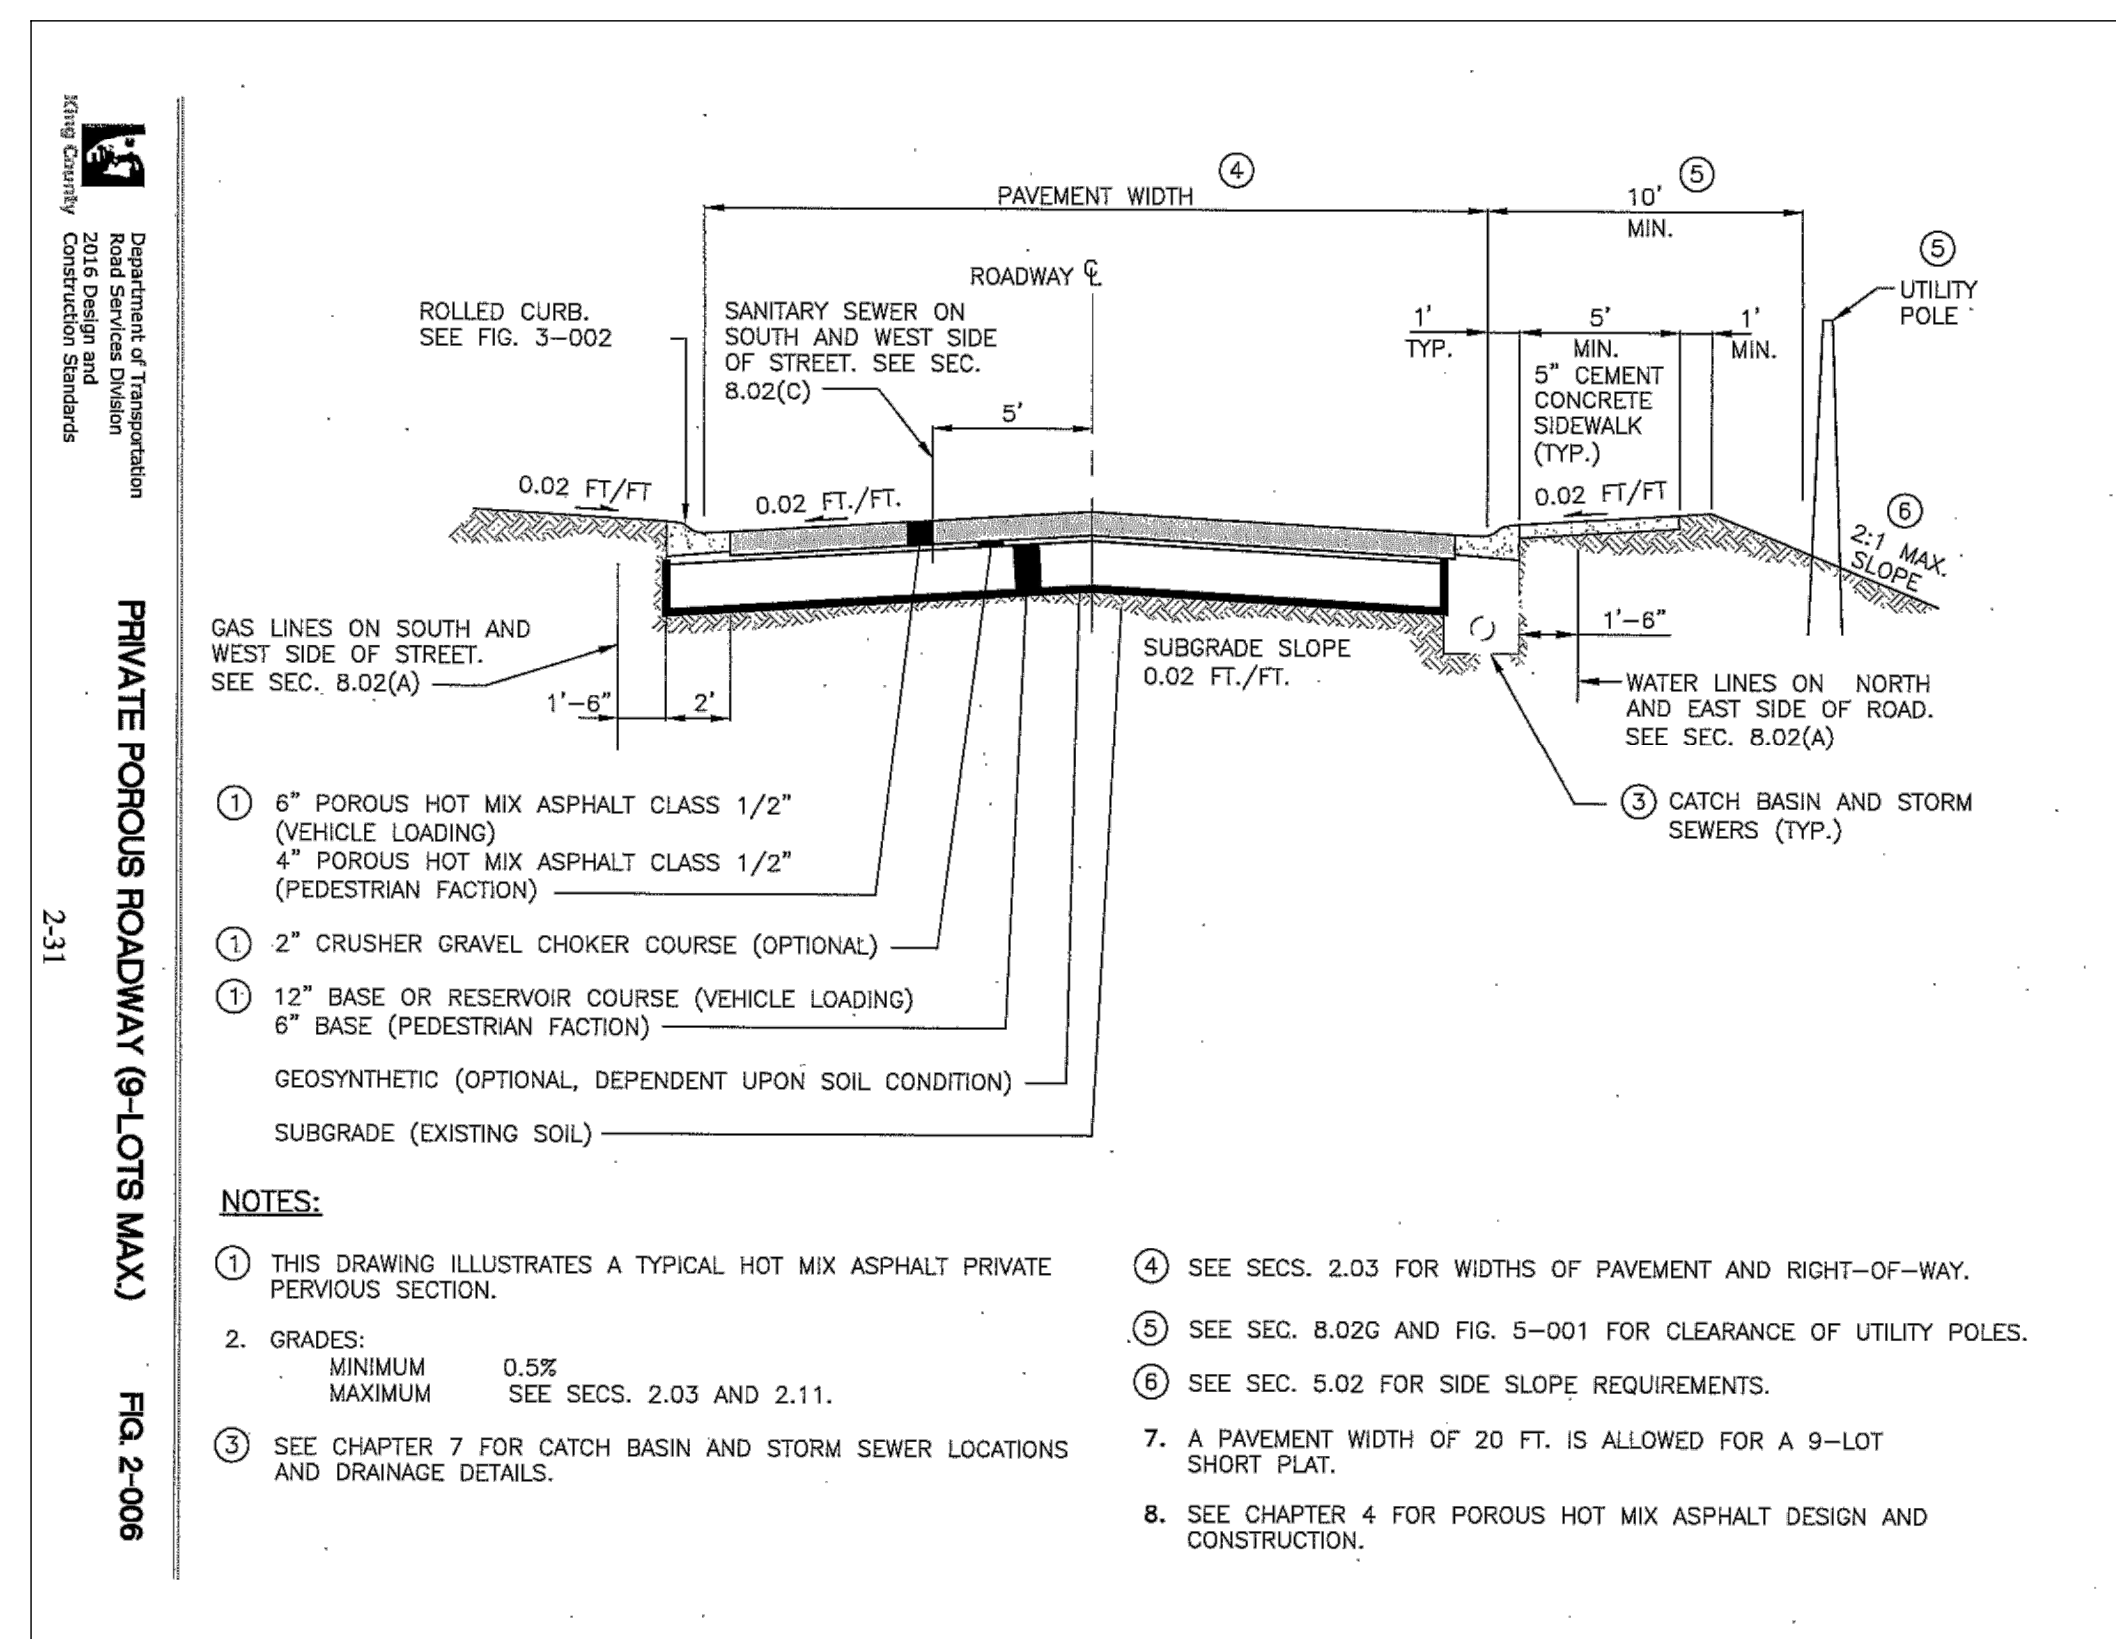 PAVEMENT WIDTH
4
5
10'
MIN.
ROADWAY ℄
5
UTILITY
POLE
ROLLED CURB.
SEE FIG. 3-002
SANITARY SEWER ON
SOUTH AND WEST SIDE
OF STREET. SEE SEC.
8.02(C)
5'
1'
TYP.
5'
MIN.
1'
MIN.
5" CEMENT
CONCRETE
SIDEWALK
(TYP.)
0.02 FT/FT
0.02 FT./FT.
0.02 FT/FT
6
2:1 MAX.
SLOPE
GAS LINES ON SOUTH AND
WEST SIDE OF STREET.
SEE SEC. 8.02(A)
1'-6"
2'
SUBGRADE SLOPE
0.02 FT./FT.
1'-6"
WATER LINES ON NORTH
AND EAST SIDE OF ROAD.
SEE SEC. 8.02(A)
3 CATCH BASIN AND STORM
SEWERS (TYP.)
1 6" POROUS HOT MIX ASPHALT CLASS 1/2"
(VEHICLE LOADING)
4" POROUS HOT MIX ASPHALT CLASS 1/2"
(PEDESTRIAN FACTION)
1 2" CRUSHER GRAVEL CHOKER COURSE (OPTIONAL)
1 12" BASE OR RESERVOIR COURSE (VEHICLE LOADING)
6" BASE (PEDESTRIAN FACTION)
GEOSYNTHETIC (OPTIONAL, DEPENDENT UPON SOIL CONDITION)
SUBGRADE (EXISTING SOIL)
NOTES:
1 THIS DRAWING ILLUSTRATES A TYPICAL HOT MIX ASPHALT PRIVATE
PERVIOUS SECTION.
2. GRADES:
MINIMUM 0.5%
MAXIMUM SEE SECS. 2.03 AND 2.11.
3 SEE CHAPTER 7 FOR CATCH BASIN AND STORM SEWER LOCATIONS
AND DRAINAGE DETAILS.
4 SEE SECS. 2.03 FOR WIDTHS OF PAVEMENT AND RIGHT-OF-WAY.
5 SEE SEC. 8.02G AND FIG. 5-001 FOR CLEARANCE OF UTILITY POLES.
6 SEE SEC. 5.02 FOR SIDE SLOPE REQUIREMENTS.
7. A PAVEMENT WIDTH OF 20 FT. IS ALLOWED FOR A 9-LOT
SHORT PLAT.
8. SEE CHAPTER 4 FOR POROUS HOT MIX ASPHALT DESIGN AND
CONSTRUCTION.
King County
Department of Transportation
Road Services Division
2016 Design and
Construction Standards
PRIVATE POROUS ROADWAY (9-LOTS MAX.) FIG. 2-006
2-31